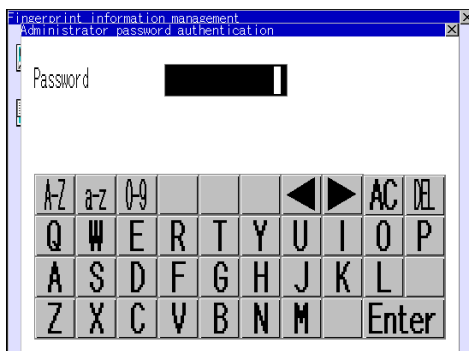 Fingerprint information management
Administrator password authentication
Password
A-Z a-z 0-9 AC DEL
Q W E R T Y U I O P
A S D F G H J K L
Z X C V B N M Enter